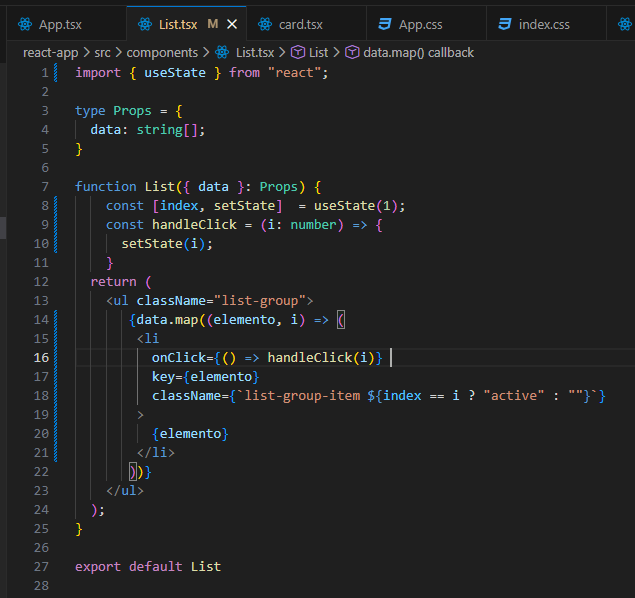 App.tsx List.tsx M card.tsx App.css index.css
react-app > src > components > List.tsx > List > data.map() callback
1 import { useState } from "react";
2
3 type Props = {
4   data: string[];
5 }
6
7 function List({ data }: Props) {
8     const [index, setState]  = useState(1);
9     const handleClick = (i: number) => {
10       setState(i);
11     }
12   return (
13     <ul className="list-group">
14        {data.map((elemento, i) => (
15         <li
16           onClick={() => handleClick(i)}
17           key={elemento}
18           className={`list-group-item ${index == i ? "active" : ""}`}
19         >
20           {elemento}
21         </li>
22        ))}
23     </ul>
24   );
25 }
26
27 export default List
28